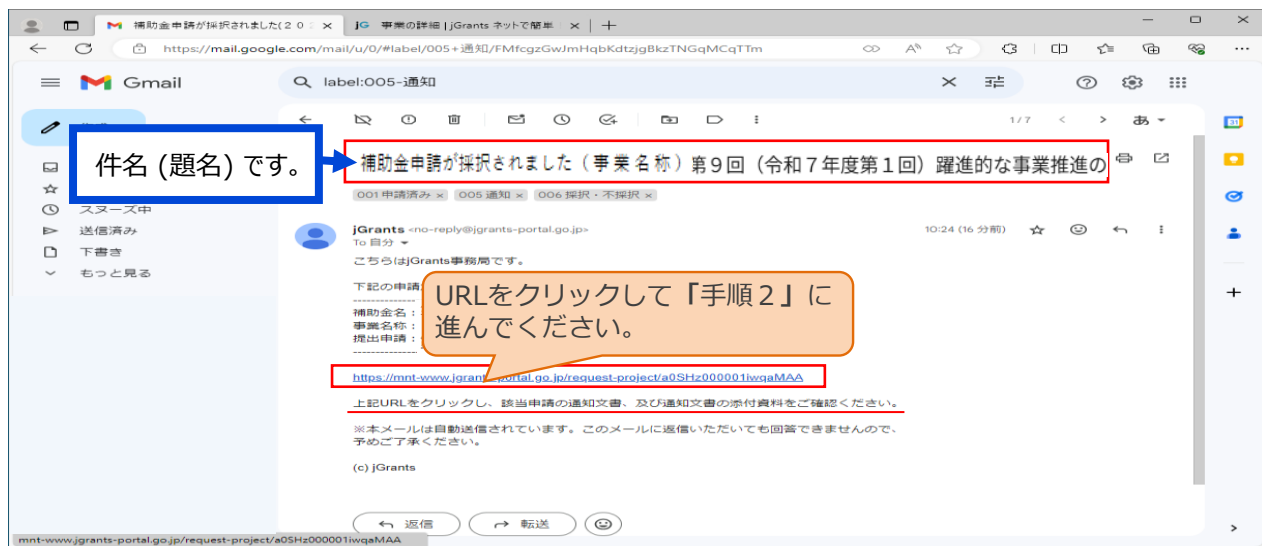 補助金申請が採択されました(２０
事業の詳細 | jGrants ネットで簡単
https://mail.google.com/mail/u/0/#label/005+通知/FMfcgzGwJmHqbKdtzjgBkzTNGqMCqTTm
Gmail
label:005-通知
1/7
あ
31
件名 (題名) です。
補助金申請が採択されました（事業名称）第９回（令和７年度第１回）躍進的な事業推進の
001 申請済み × 005 通知 × 006 採択・不採択 ×
スヌーズ中
送信済み
下書き
もっと見る
jGrants <no-reply@jgrants-portal.go.jp>
10:24 (16 分前)
To 自分
こちらはjGrants事務局です。
下記の申請
--------------
補助金名：
事業名称：
提出申請：
--------------
URLをクリックして「手順２」に
進んでください。
https://mnt-www.jgrants-portal.go.jp/request-project/a0SHz000001iwqaMAA
上記URLをクリックし、該当申請の通知文書、及び通知文書の添付資料をご確認ください。
※本メールは自動送信されています。このメールに返信いただいても回答できませんので、
予めご了承ください。
(c) jGrants
返信
転送
mnt-www.jgrants-portal.go.jp/request-project/a0SHz000001iwqaMAA